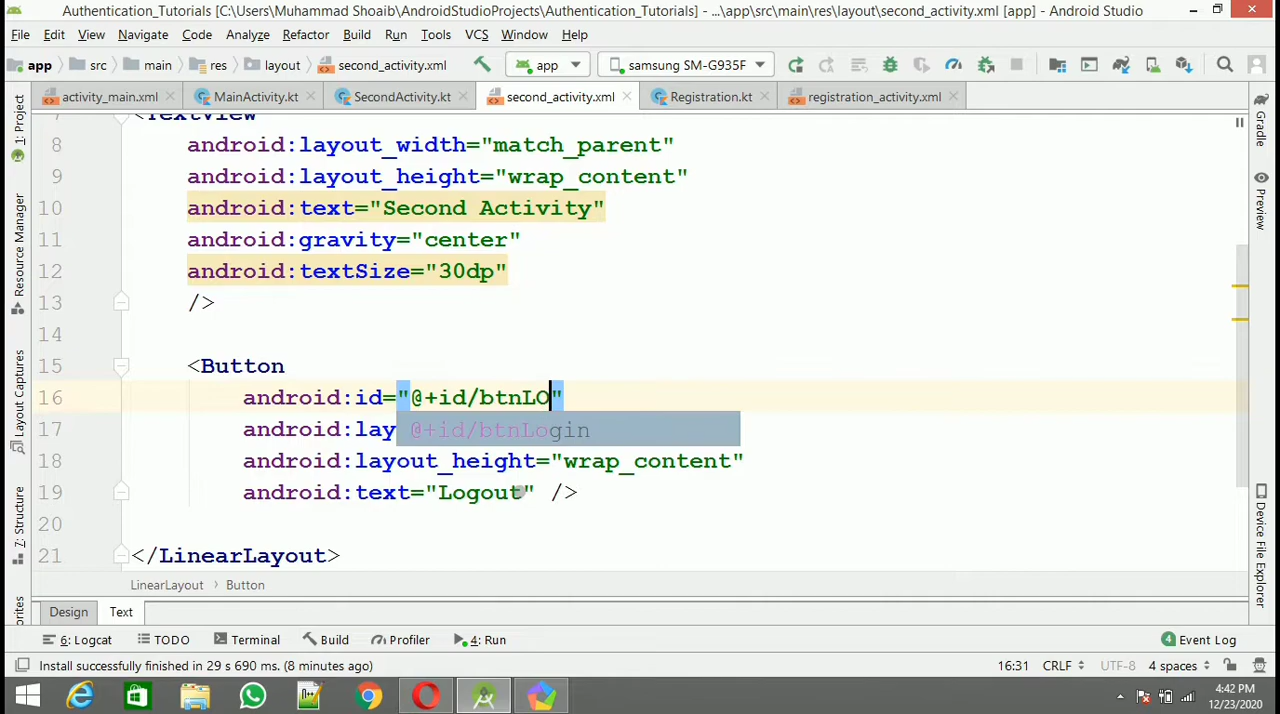 Authentication_Tutorials [C:\Users\Muhammad Shoaib\AndroidStudioProjects\Authentication_Tutorials] - ...\app\src\main\res\layout\second_activity.xml [app] - Android Studio
File Edit View Navigate Code Analyze Refactor Build Run Tools VCS Window Help
app src main res layout second_activity.xml app samsung SM-G935F
activity_main.xml MainActivity.kt SecondActivity.kt second_activity.xml Registration.kt registration_activity.xml
7 <TextView
8 android:layout_width="match_parent"
9 android:layout_height="wrap_content"
10 android:text="Second Activity"
11 android:gravity="center"
12 android:textSize="30dp"
13 />
14
15 <Button
16 android:id="@+id/btnLO"
17 android:lay
@+id/btnLogin
18 android:layout_height="wrap_content"
19 android:text="Logout" />
20
21 </LinearLayout>
LinearLayout › Button
Design Text
6: Logcat TODO Terminal Build Profiler 4: Run 4 Event Log
Install successfully finished in 29 s 690 ms. (8 minutes ago) 16:31 CRLF UTF-8 4 spaces
4:42 PM
12/23/2020
1: Project
Resource Manager
Layout Captures
7: Structure
Gradle
Preview
Device File Explorer